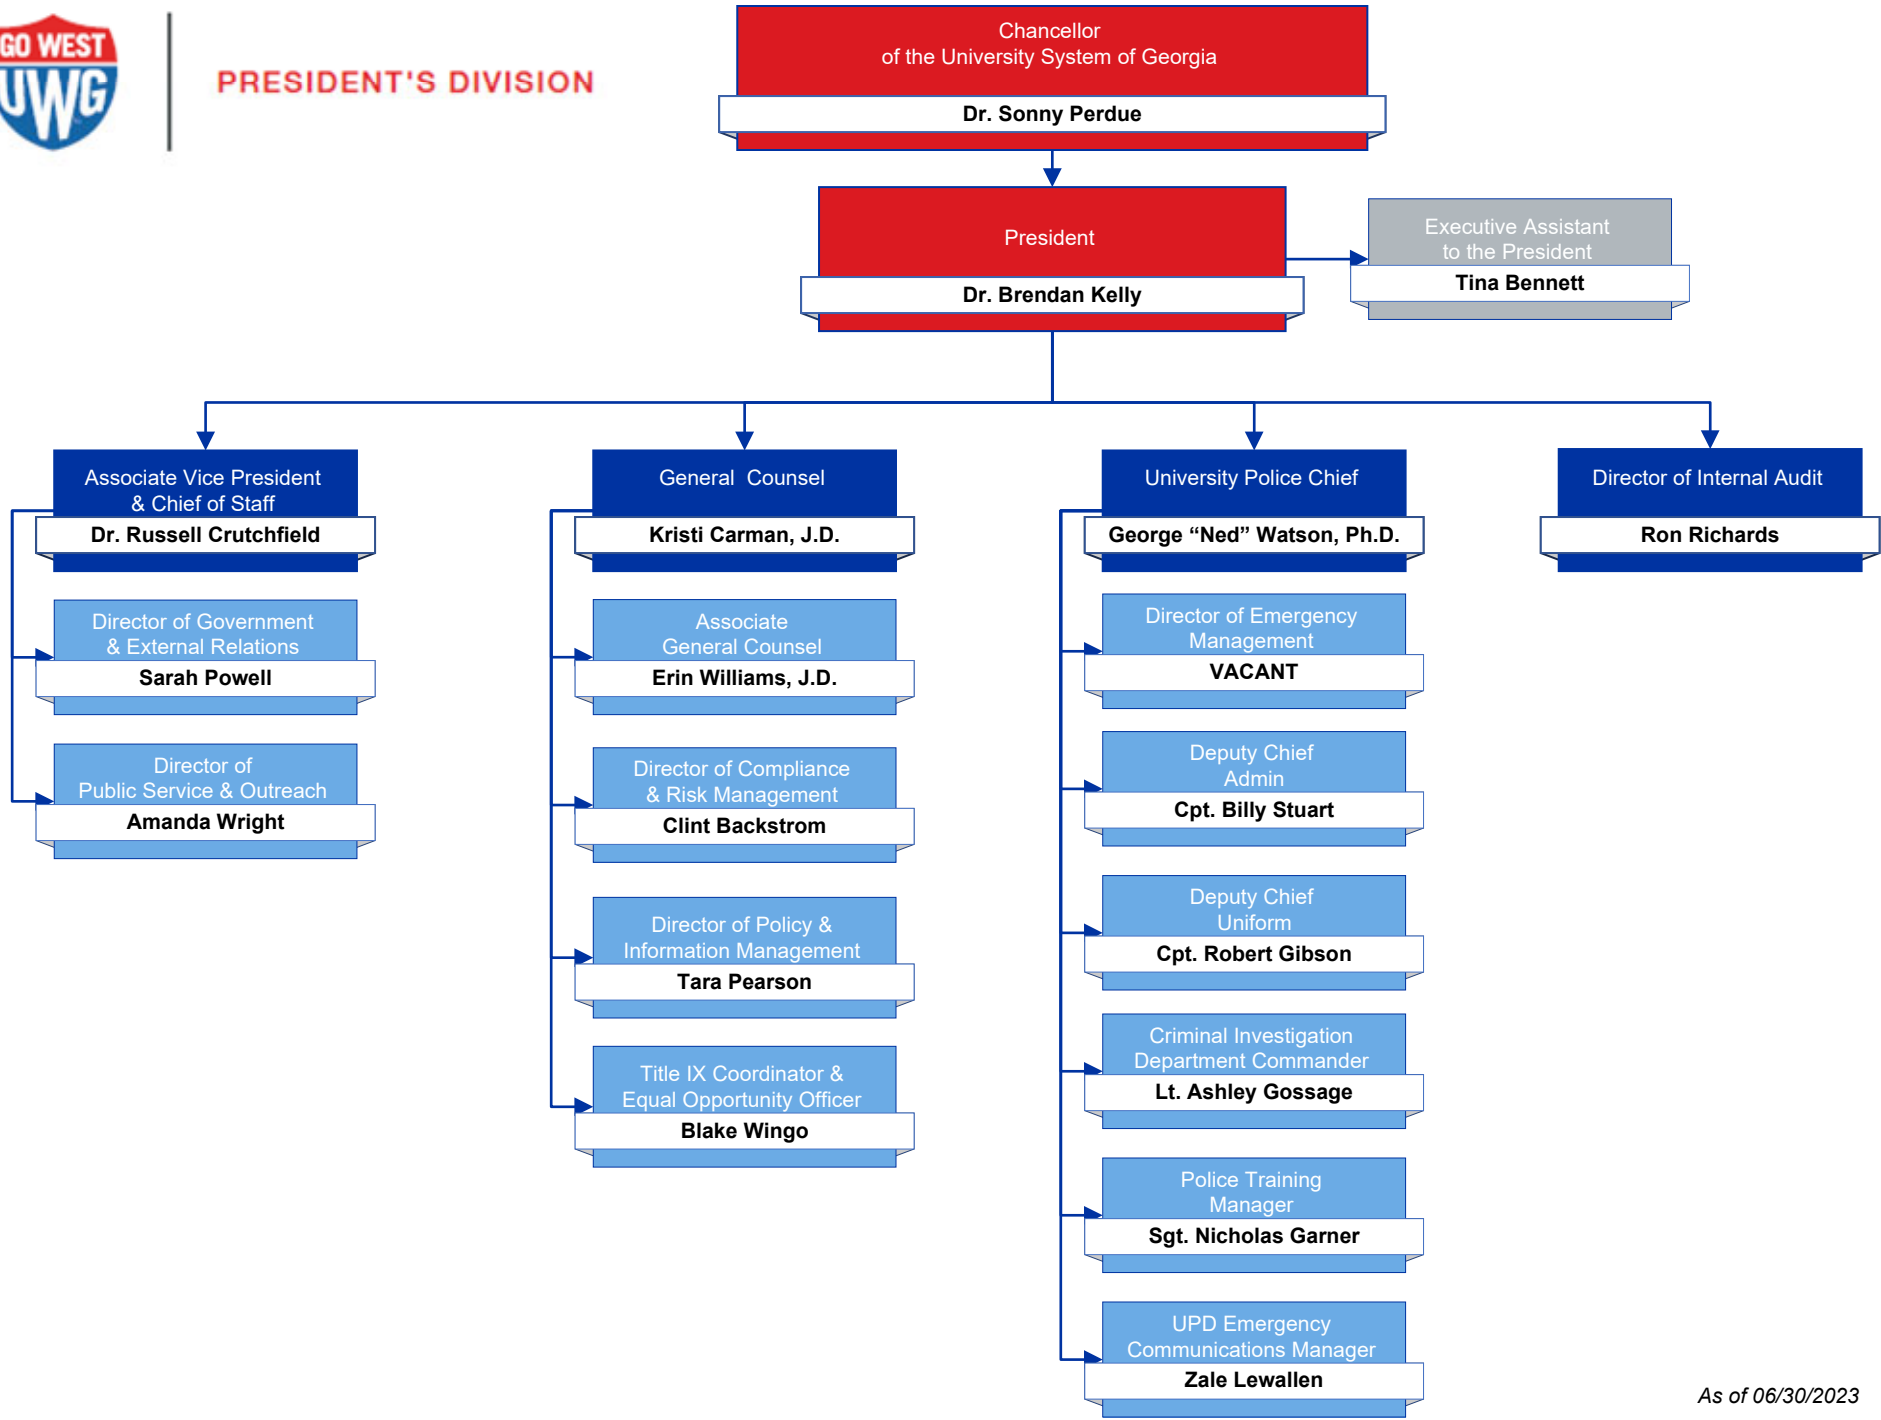 GO WEST
UWG
PRESIDENT'S DIVISION
Chancellor
of the University System of Georgia
Dr. Sonny Perdue
President
Dr. Brendan Kelly
Executive Assistant
to the President
Tina Bennett
Associate Vice President
& Chief of Staff
Dr. Russell Crutchfield
Director of Government
& External Relations
Sarah Powell
Director of
Public Service & Outreach
Amanda Wright
General Counsel
Kristi Carman, J.D.
Associate
General Counsel
Erin Williams, J.D.
Director of Compliance
& Risk Management
Clint Backstrom
Director of Policy &
Information Management
Tara Pearson
Title IX Coordinator &
Equal Opportunity Officer
Blake Wingo
University Police Chief
George “Ned” Watson, Ph.D.
Director of Emergency
Management
VACANT
Deputy Chief
Admin
Cpt. Billy Stuart
Deputy Chief
Uniform
Cpt. Robert Gibson
Criminal Investigation
Department Commander
Lt. Ashley Gossage
Police Training
Manager
Sgt. Nicholas Garner
UPD Emergency
Communications Manager
Zale Lewallen
Director of Internal Audit
Ron Richards
As of 06/30/2023